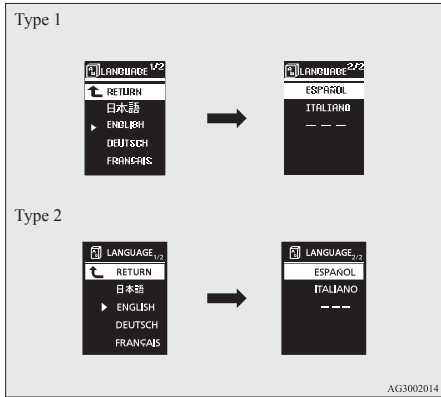 Type 1
LANGUAGE 1/2
RETURN
日本語
ENGLISH
DEUTSCH
FRANÇAIS
LANGUAGE 2/2
ESPAÑOL
ITALIANO
– – –
Type 2
LANGUAGE 1/2
RETURN
日本語
ENGLISH
DEUTSCH
FRANÇAIS
LANGUAGE 2/2
ESPAÑOL
ITALIANO
– – –
AG3002014